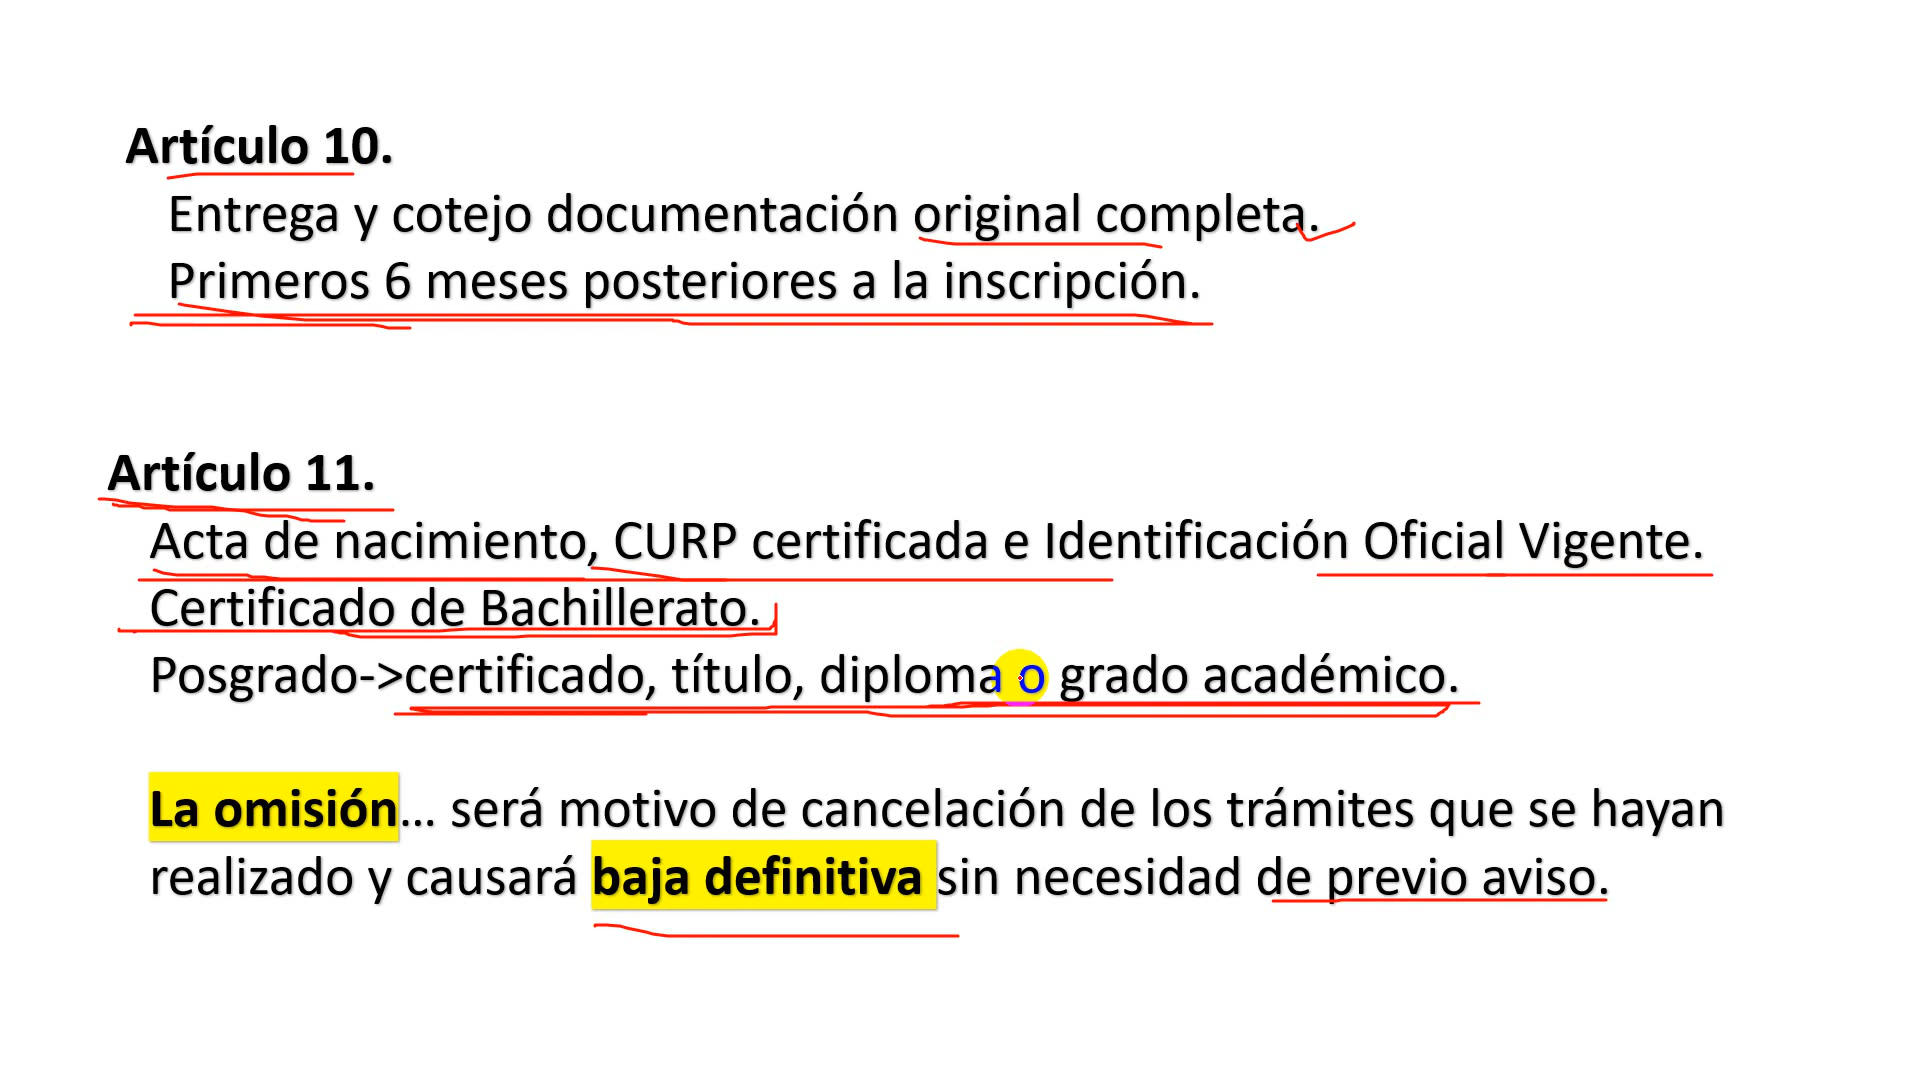 Artículo 10.
Entrega y cotejo documentación original completa.
Primeros 6 meses posteriores a la inscripción.
Artículo 11.
Acta de nacimiento, CURP certificada e Identificación Oficial Vigente.
Certificado de Bachillerato.
Posgrado->certificado, título, diploma o grado académico.
La omisión... será motivo de cancelación de los trámites que se hayan
realizado y causará baja definitiva sin necesidad de previo aviso.